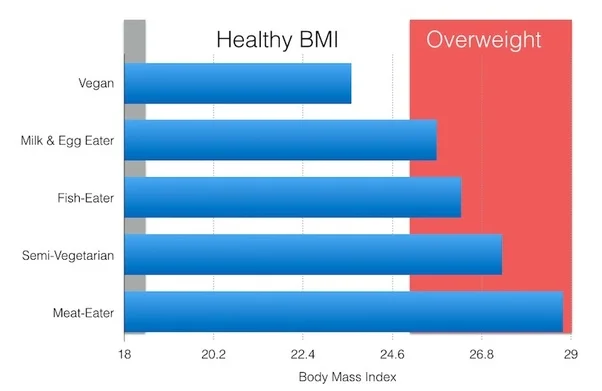 Healthy BMI
Overweight
Vegan
Milk & Egg Eater
Fish-Eater
Semi-Vegetarian
Meat-Eater
18 20.2 22.4 24.6 26.8 29
Body Mass Index